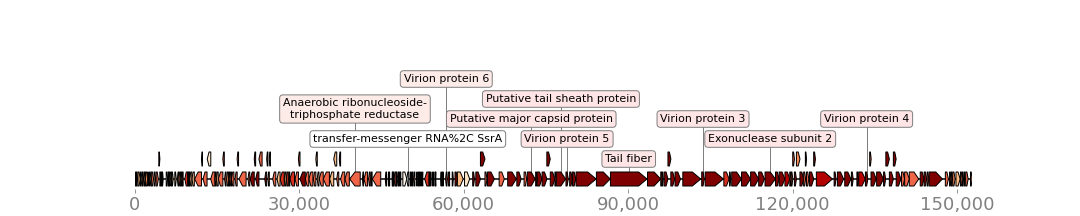 Virion protein 6
Putative tail sheath protein
Anaerobic ribonucleoside-
triphosphate reductase
Putative major capsid protein
Virion protein 3
Virion protein 4
transfer-messenger RNA%2C SsrA
Virion protein 5
Exonuclease subunit 2
Tail fiber
0
30,000
60,000
90,000
120,000
150,000